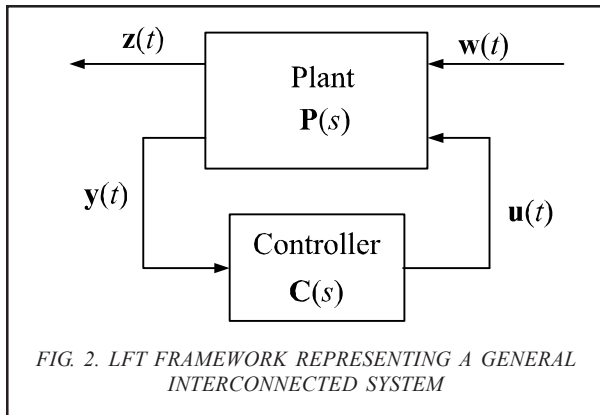 z(t)
w(t)
Plant
P(s)
y(t)
u(t)
Controller
C(s)
FIG. 2. LFT FRAMEWORK REPRESENTING A GENERAL
INTERCONNECTED SYSTEM